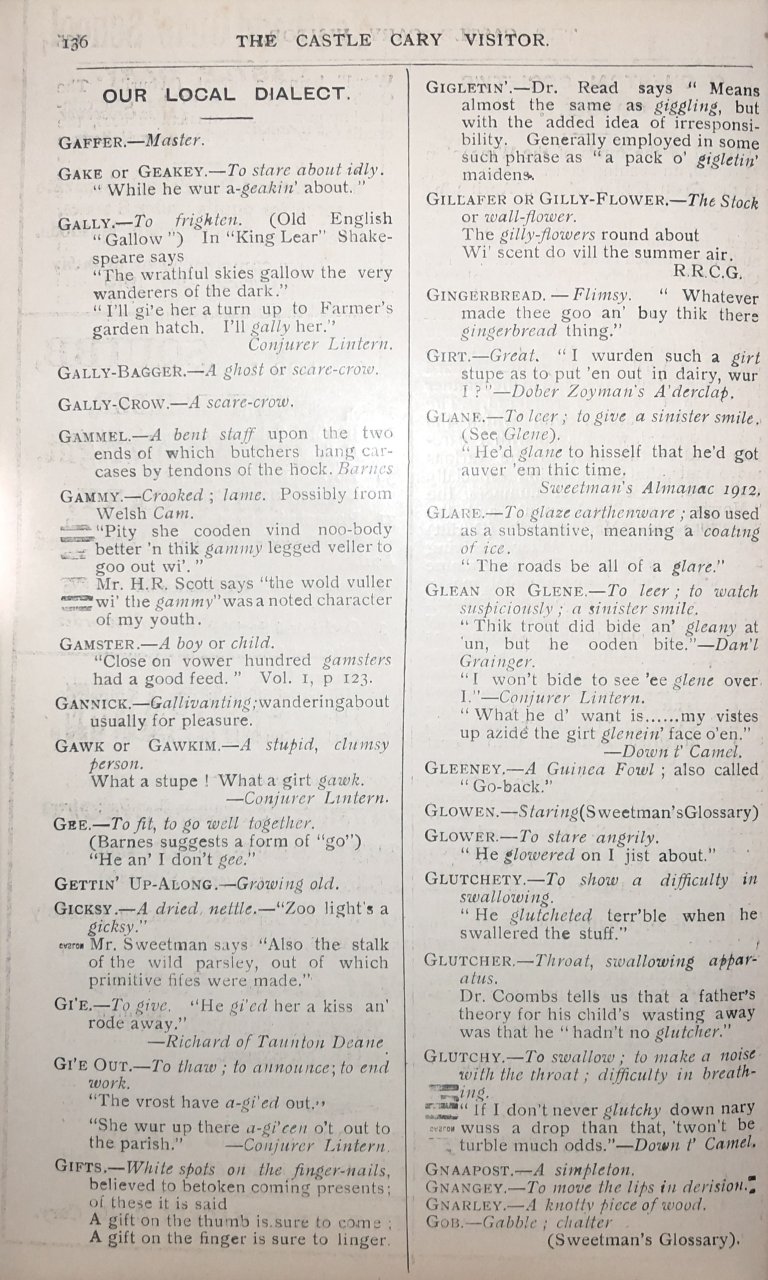 136
THE CASTLE CARY VISITOR.
OUR LOCAL DIALECT.
GAFFER.—Master.
GAKE OR GEAKEY.—To stare about idly.
"While he wur a-geakin' about."
GALLY.—To frighten. (Old English
"Gallow") In "King Lear" Shake-
speare says
"The wrathful skies gallow the very
wanderers of the dark."
"I'll gi'e her a turn up to Farmer's
garden hatch. I'll gally her."
Conjurer Lintern.
GALLY-BAGGER.—A ghost or scare-crow.
GALLY-CROW.—A scare-crow.
GAMMEL.—A bent staff upon the two
ends of which butchers hang car-
cases by tendons of the hock. Barnes
GAMMY.—Crooked; lame. Possibly from
Welsh Cam.
"Pity she cooden vind noo-body
better 'n thik gammy legged veller to
goo out wi'."
Mr. H.R. Scott says "the wold vuller
wi' the gammy" was a noted character
of my youth.
GAMSTER.—A boy or child.
"Close on vower hundred gamsters
had a good feed." Vol. 1, p 123.
GANNICK.—Gallivanting; wandering about
usually for pleasure.
GAWK or GAWKIM.—A stupid, clumsy
person.
What a stupe! What a girt gawk.
—Conjurer Lintern.
GEE.—To fit, to go well together.
(Barnes suggests a form of "go")
"He an' I don't gee."
GETTIN' UP-ALONG.—Growing old.
GICKSY.—A dried nettle.—"Zoo light's a
gicksy."
Mr. Sweetman says "Also the stalk
of the wild parsley, out of which
primitive fifes were made."
GI'E.—To give. "He gi'ed her a kiss an'
rode away."
—Richard of Taunton Deane
GI'E OUT.—To thaw; to announce; to end
work.
"The vrost have a-gi'ed out."
"She wur up there a-gi'een o't out to
the parish." —Conjurer Lintern.
GIFTS.—White spots on the finger-nails,
believed to betoken coming presents;
of these it is said
A gift on the thumb is sure to come;
A gift on the finger is sure to linger.
GIGLETIN'.—Dr. Read says "Means
almost the same as giggling, but
with the added idea of irresponsi-
bility. Generally employed in some
such phrase as "a pack o' gigletin'
maidens.
GILLAFER OR GILLY-FLOWER.—The Stock
or wall-flower.
The gilly-flowers round about
Wi' scent do vill the summer air.
R.R.C.G.
GINGERBREAD.—Flimsy. "Whatever
made thee goo an' buy thik there
gingerbread thing."
GIRT.—Great. "I wurden such a girt
stupe as to put 'en out in dairy, wur
I?"—Dober Zoyman's A'derclap.
GLANE.—To leer; to give a sinister smile.
(See Glene).
"He'd glane to hisself that he'd got
auver 'em thic time.
Sweetman's Almanac 1912,
GLARE.—To glaze earthenware; also used
as a substantive, meaning a coating
of ice.
"The roads be all of a glare."
GLEAN OR GLENE.—To leer; to watch
suspiciously; a sinister smile.
"Thik trout did bide an' gleany at
'un, but he ooden bite."—Dan'l
Grainger.
"I won't bide to see 'ee glene over
I."—Conjurer Lintern.
"What he d' want is......my vistes
up azide the girt glenein' face o'en."
—Down t' Camel.
GLEENEY.—A Guinea Fowl; also called
"Go-back."
GLOWEN.—Staring (Sweetman's Glossary)
GLOWER.—To stare angrily.
"He glowered on I jist about."
GLUTCHETY.—To show a difficulty in
swallowing.
"He glutcheted terr'ble when he
swallered the stuff."
GLUTCHER.—Throat, swallowing appar-
atus.
Dr. Coombs tells us that a father's
theory for his child's wasting away
was that he "hadn't no glutcher."
GLUTCHY.—To swallow; to make a noise
with the throat; difficulty in breath-
ing.
"If I don't never glutchy down nary
wuss a drop than that, 'twon't be
turble much odds."—Down t' Camel.
GNAAPOST.—A simpleton.
GNANGEY.—To move the lips in derision.
GNARLEY.—A knotty piece of wood.
GOB.—Gabble; chatter
(Sweetman's Glossary).